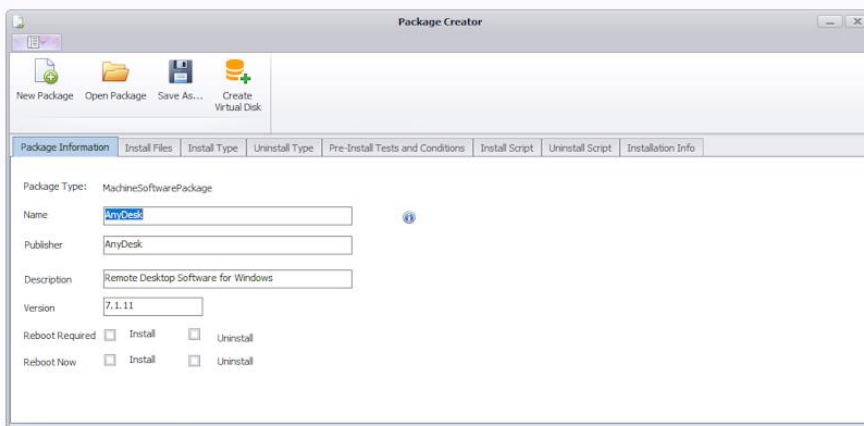 Package Creator
New Package Open Package Save As... Create
Virtual Disk
Package Information Install Files Install Type Uninstall Type Pre-Install Tests and Conditions Install Script Uninstall Script Installation Info
Package Type: MachineSoftwarePackage
Name AnyDesk
Publisher AnyDesk
Description Remote Desktop Software for Windows
Version 7.1.11
Reboot Required Install Uninstall
Reboot Now Install Uninstall